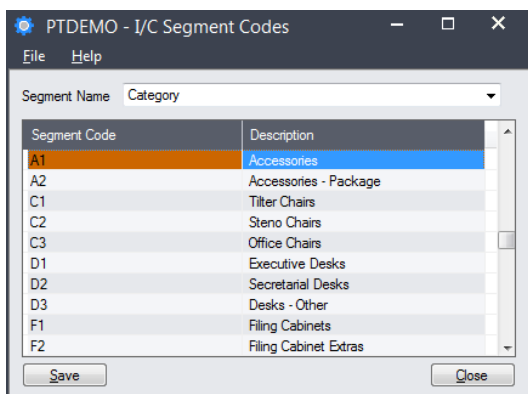 PTDEMO - I/C Segment Codes
File Help
Segment Name Category
Segment Code Description
A1 Accessories
A2 Accessories - Package
C1 Tilter Chairs
C2 Steno Chairs
C3 Office Chairs
D1 Executive Desks
D2 Secretarial Desks
D3 Desks - Other
F1 Filing Cabinets
F2 Filing Cabinet Extras
Save Close